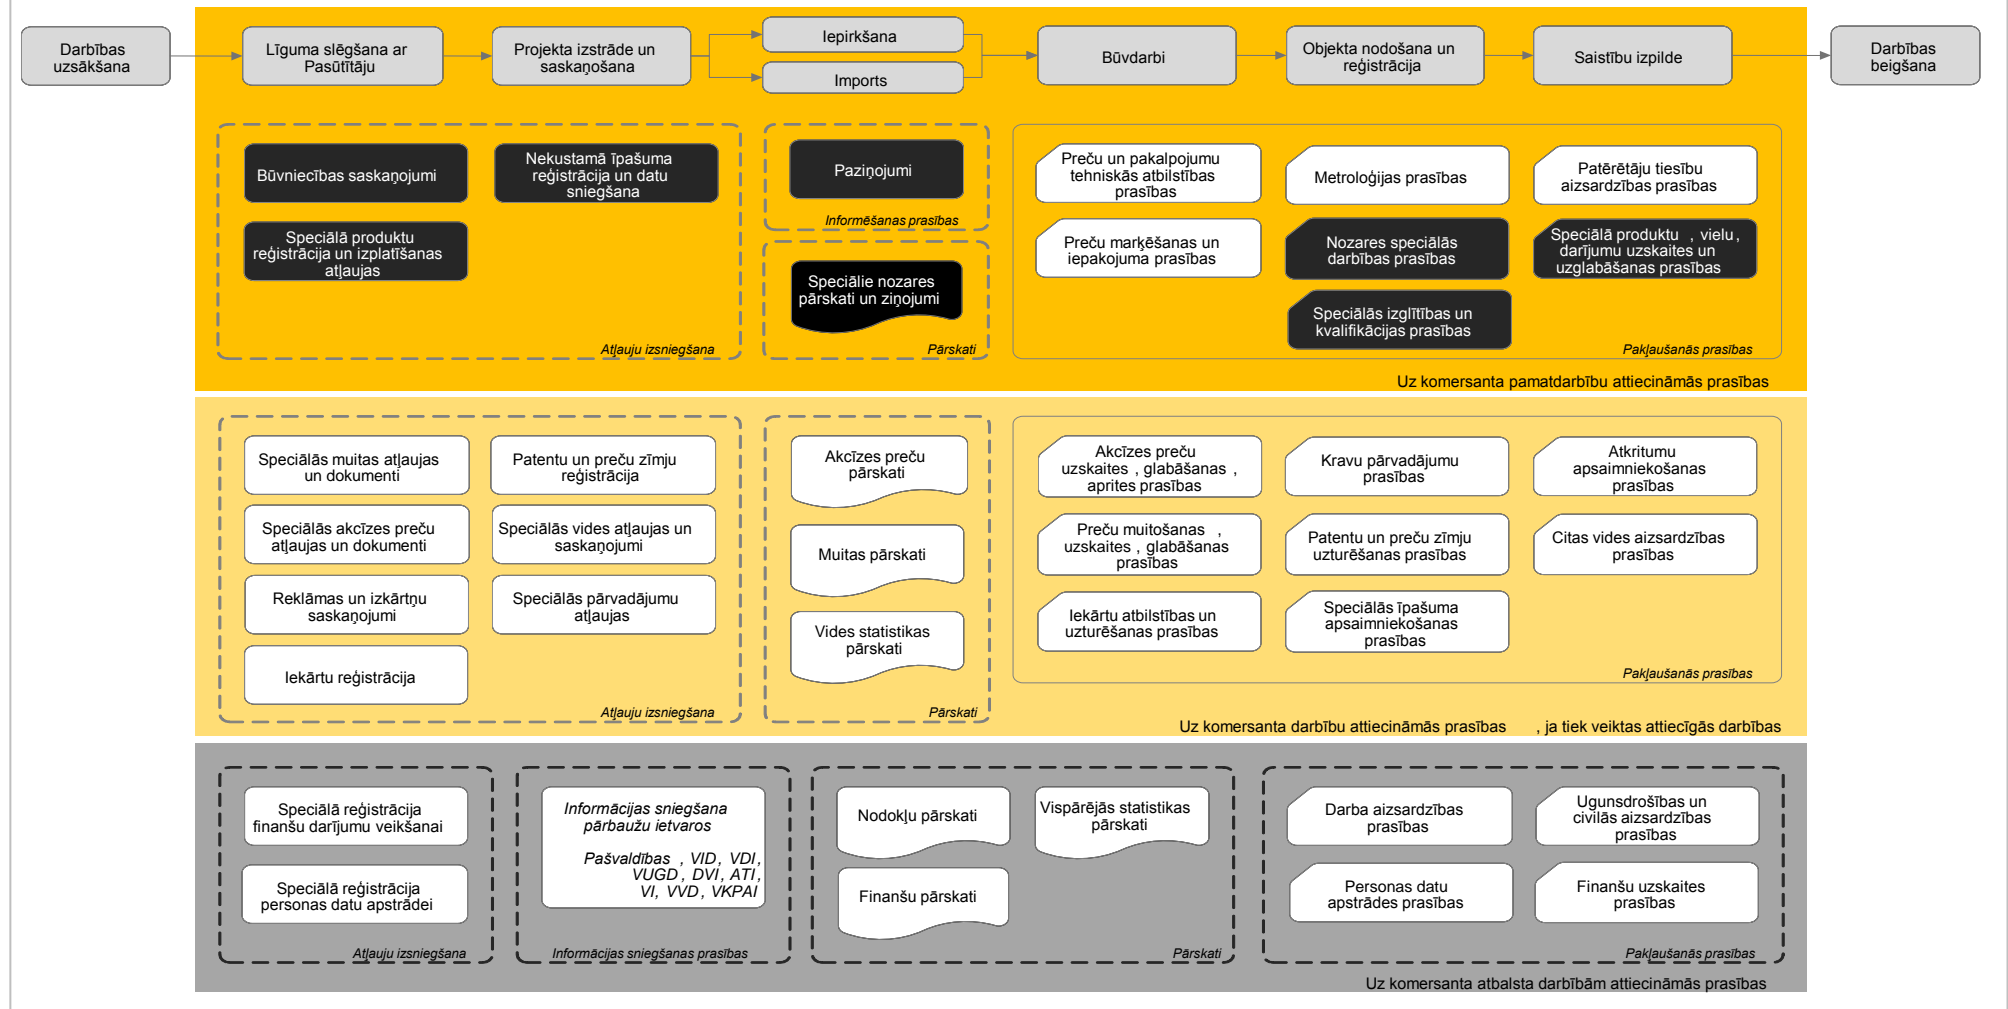 Darbības
uzsākšana
Līguma slēgšana ar
Pasūtītāju
Projekta izstrāde un
saskaņošana
Iepirkšana
Imports
Būvdarbi
Objekta nodošana un
reģistrācija
Saistību izpilde
Darbības
beigšana
Būvniecības saskaņojumi
Nekustamā īpašuma
reģistrācija un datu
sniegšana
Speciālā produktu
reģistrācija un izplatīšanas
atļaujas
Atļauju izsniegšana
Paziņojumi
Informēšanas prasības
Speciālie nozares
pārskati un ziņojumi
Pārskati
Preču un pakalpojumu
tehniskās atbilstības
prasības
Metroloģijas prasības
Patērētāju tiesību
aizsardzības prasības
Preču marķēšanas un
iepakojuma prasības
Nozares speciālās
darbības prasības
Speciālā produktu , vielu,
darījumu uzskaites un
uzglabāšanas prasības
Speciālās izglītības un
kvalifikācijas prasības
Pakļaušanās prasības
Uz komersanta pamatdarbību attiecināmās prasības
Speciālās muitas atļaujas
un dokumenti
Patentu un preču zīmju
reģistrācija
Speciālās akcīzes preču
atļaujas un dokumenti
Speciālās vides atļaujas un
saskaņojumi
Reklāmas un izkārtņu
saskaņojumi
Speciālās pārvadājumu
atļaujas
Iekārtu reģistrācija
Atļauju izsniegšana
Akcīzes preču
pārskati
Muitas pārskati
Vides statistikas
pārskati
Pārskati
Akcīzes preču
uzskaites , glabāšanas ,
aprites prasības
Kravu pārvadājumu
prasības
Atkritumu
apsaimniekošanas
prasības
Preču muitošanas ,
uzskaites , glabāšanas
prasības
Patentu un preču zīmju
uzturēšanas prasības
Citas vides aizsardzības
prasības
Iekārtu atbilstības un
uzturēšanas prasības
Speciālās īpašuma
apsaimniekošanas
prasības
Pakļaušanās prasības
Uz komersanta darbību attiecināmās prasības , ja tiek veiktas attiecīgās darbības
Speciālā reģistrācija
finanšu darījumu veikšanai
Speciālā reģistrācija
personas datu apstrādei
Atļauju izsniegšana
Informācijas sniegšana
pārbaužu ietvaros
Pašvaldības , VID, VDI,
VUGD, DVI, ATI,
VI, VVD, VKPAI
Informācijas sniegšanas prasības
Nodokļu pārskati
Vispārējās statistikas
pārskati
Finanšu pārskati
Pārskati
Darba aizsardzības
prasības
Ugunsdrošības un
civilās aizsardzības
prasības
Personas datu
apstrādes prasības
Finanšu uzskaites
prasības
Pakļaušanās prasības
Uz komersanta atbalsta darbībām attiecināmās prasības